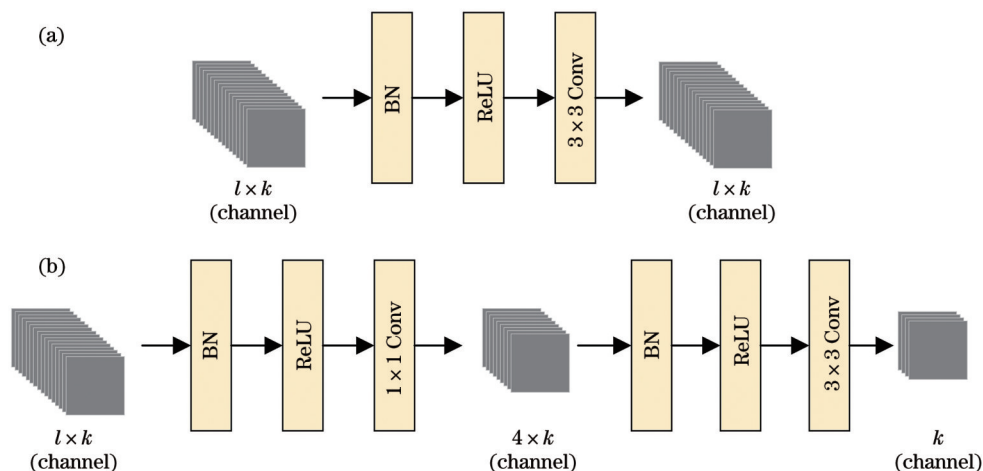 (a)
BN
ReLU
3 × 3 Conv
l × k
(channel)
l × k
(channel)
(b)
BN
ReLU
1 × 1 Conv
BN
ReLU
3 × 3 Conv
l × k
(channel)
4 × k
(channel)
k
(channel)